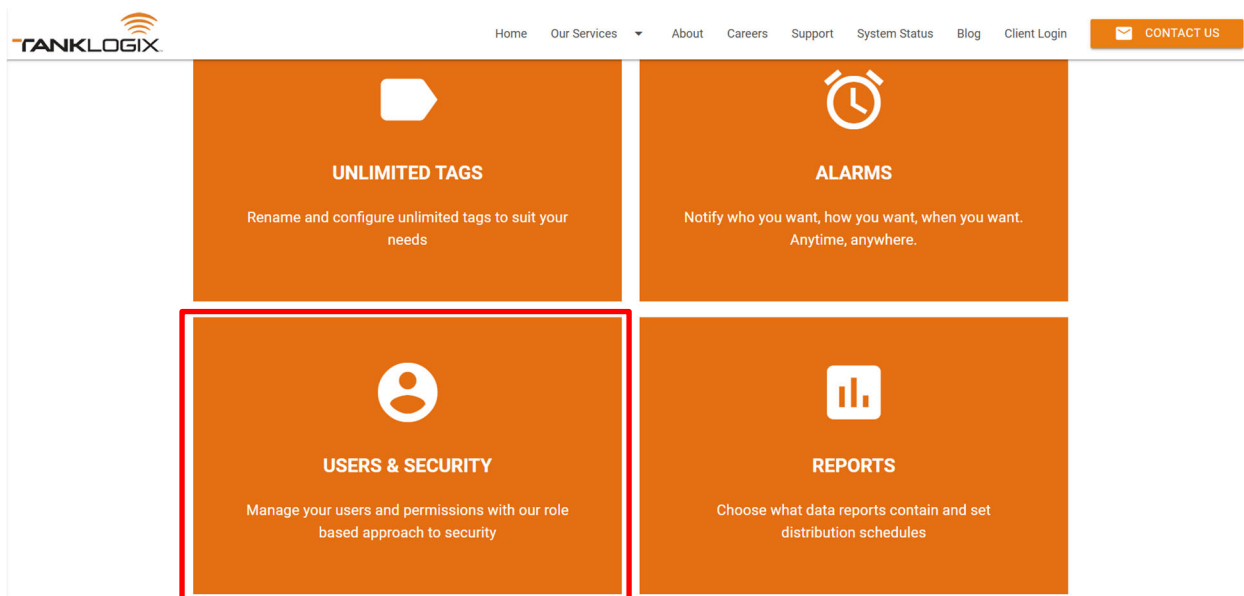 TANKLOGIX
Home Our Services About Careers Support System Status Blog Client Login CONTACT US
UNLIMITED TAGS
Rename and configure unlimited tags to suit your
needs
ALARMS
Notify who you want, how you want, when you want.
Anytime, anywhere.
USERS & SECURITY
Manage your users and permissions with our role
based approach to security
REPORTS
Choose what data reports contain and set
distribution schedules